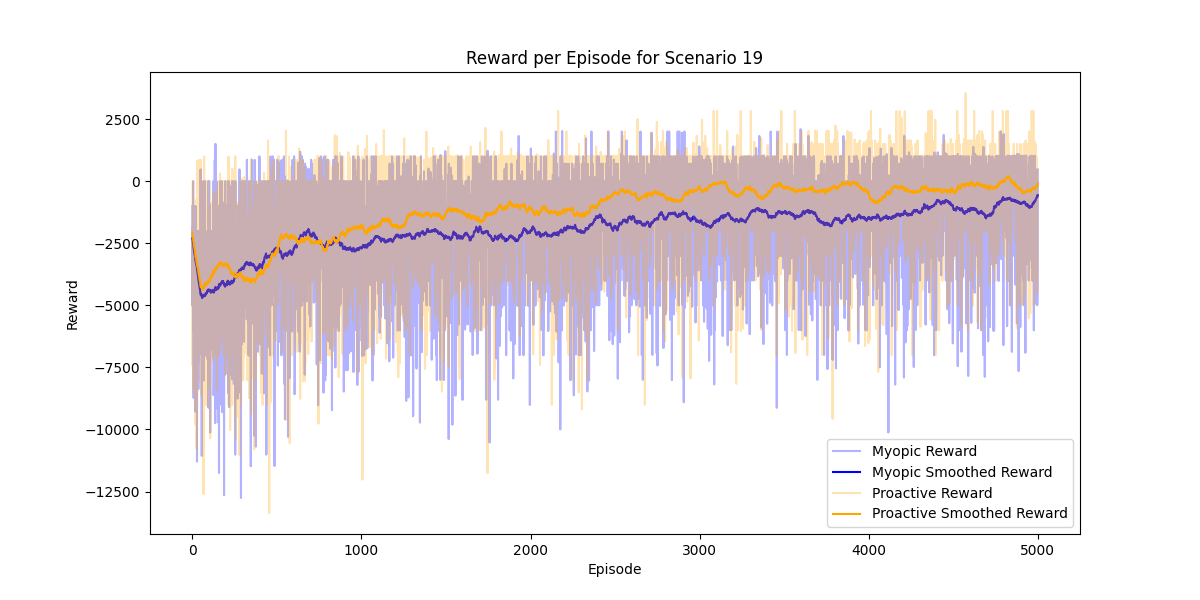 Reward per Episode for Scenario 19
Reward
2500
0
−2500
−5000
−7500
−10000
−12500
0 1000 2000 3000 4000 5000
Episode
Myopic Reward
Myopic Smoothed Reward
Proactive Reward
Proactive Smoothed Reward